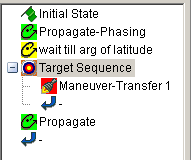 Initial State
Propagate-Phasing
wait till arg of latitude
Target Sequence
Maneuver-Transfer 1
-
Propagate
-